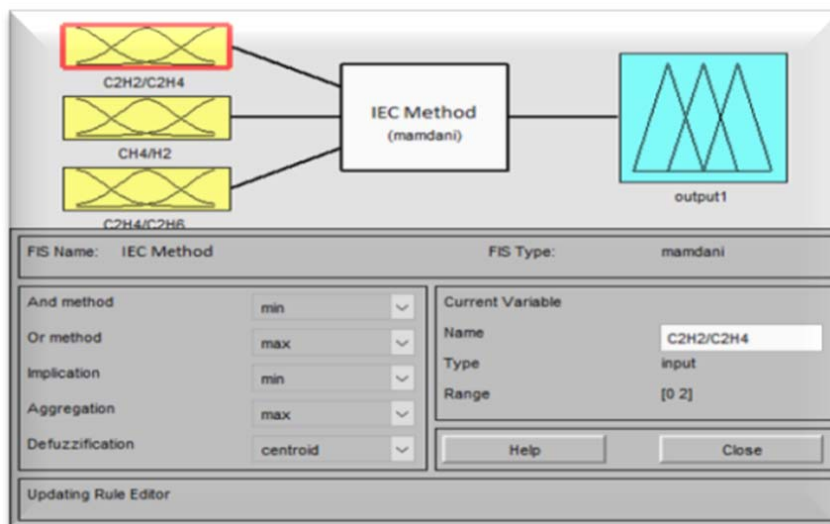 C2H2/C2H4
CH4/H2
C2H4/C2H6
IEC Method
(mamdani)
output1
FIS Name: IEC Method FIS Type: mamdani
And method min
Or method max
Implication min
Aggregation max
Defuzzification centroid
Current Variable
Name C2H2/C2H4
Type input
Range [0 2]
Help Close
Updating Rule Editor